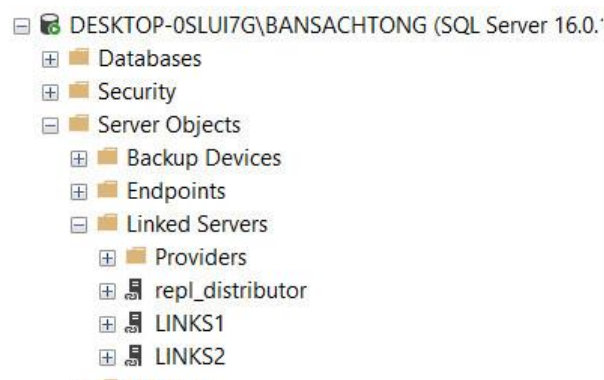 DESKTOP-0SLUI7G\BANSACHTONG (SQL Server 16.0.
Databases
Security
Server Objects
Backup Devices
Endpoints
Linked Servers
Providers
repl_distributor
LINKS1
LINKS2